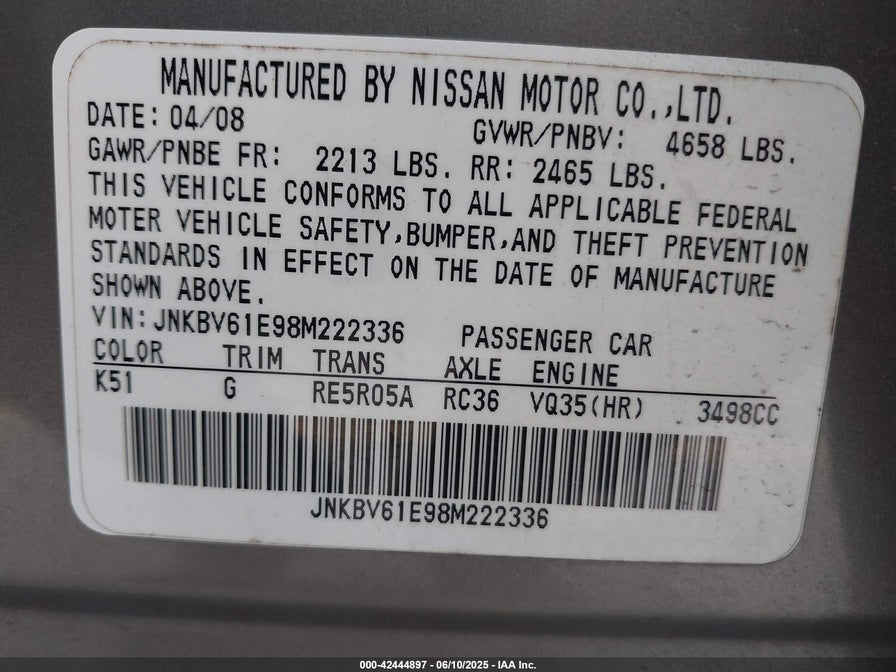 MANUFACTURED BY NISSAN MOTOR CO.,LTD.
DATE: 04/08 GVWR/PNBV: 4658 LBS.
GAWR/PNBE FR: 2213 LBS. RR: 2465 LBS.
THIS VEHICLE CONFORMS TO ALL APPLICABLE FEDERAL
MOTER VEHICLE SAFETY,BUMPER,AND THEFT PREVENTION
STANDARDS IN EFFECT ON THE DATE OF MANUFACTURE
SHOWN ABOVE.
VIN:JNKBV61E98M222336 PASSENGER CAR
COLOR TRIM TRANS AXLE ENGINE
K51 G RE5R05A RC36 VQ35(HR) 3498CC
JNKBV61E98M222336
000-42444897 - 06/10/2025 - IAA Inc.